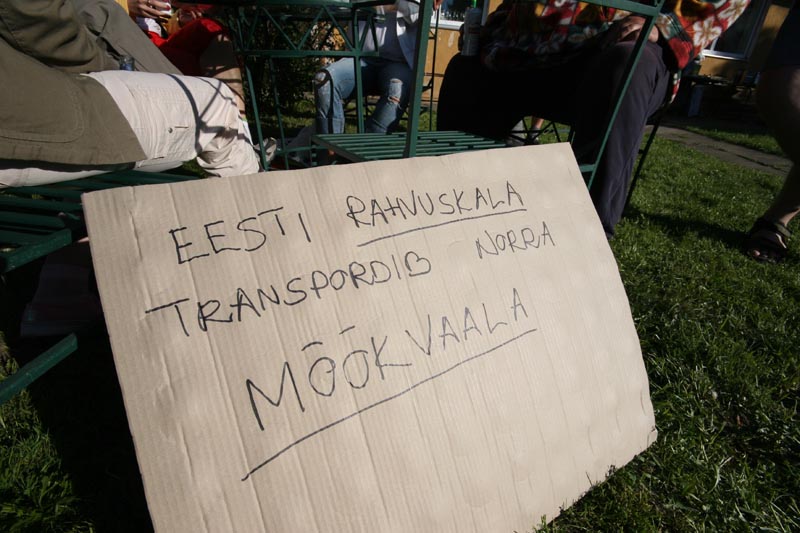 EESTI RAHVUSKALA
TRANSPORDIB NORRA
MÕÕKVAALA